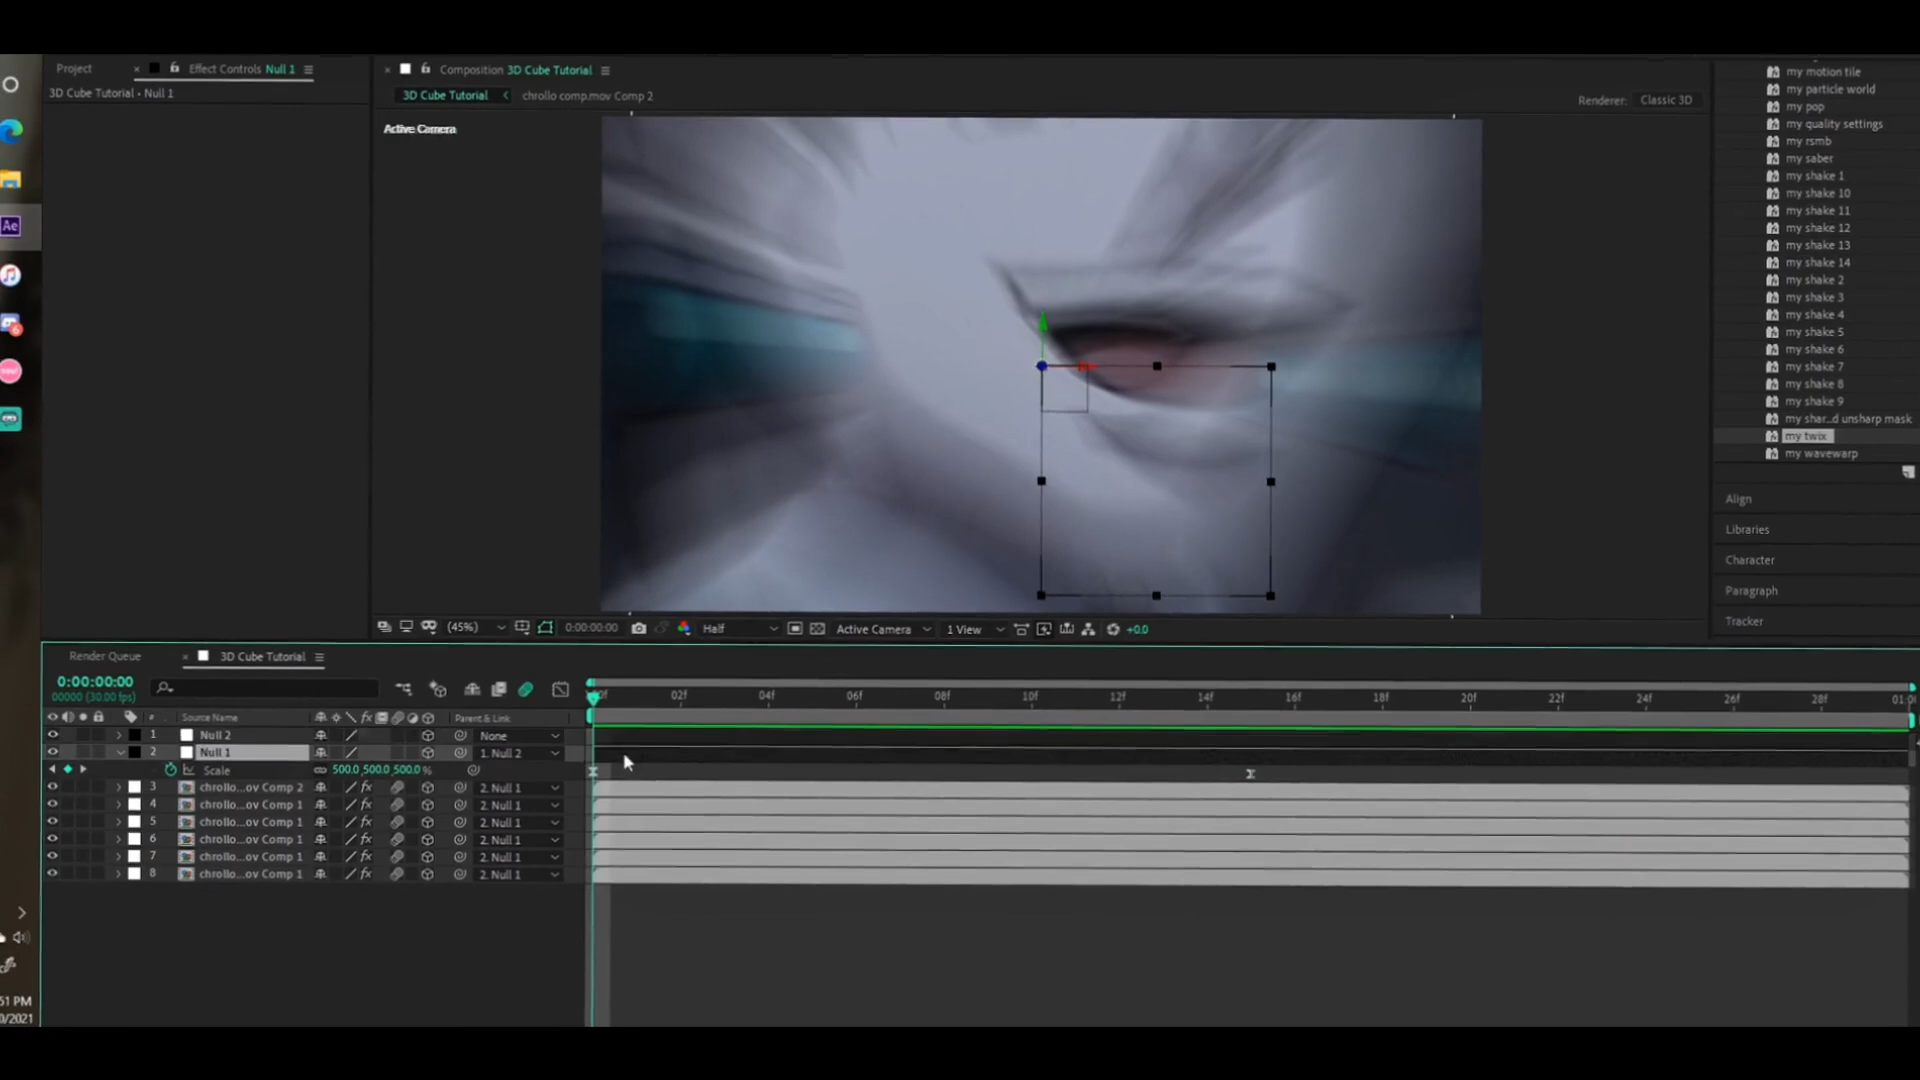 Project
Effect Controls Null 1
3D Cube Tutorial • Null 1
Composition 3D Cube Tutorial
3D Cube Tutorial
chrollo comp.mov Comp 2
Renderer: Classic 3D
Active Camera
my motion tile
my particle world
my pop
my quality settings
my rsmb
my saber
my shake 1
my shake 10
my shake 11
my shake 12
my shake 13
my shake 14
my shake 2
my shake 3
my shake 4
my shake 5
my shake 6
my shake 7
my shake 8
my shake 9
my shar...d unsharp mask
my twix
my wavewarp
Align
Libraries
Character
Paragraph
Tracker
(45%) 0:00:00:00 Half Active Camera 1 View +0.0
Render Queue
3D Cube Tutorial
0:00:00:00
00000 (30.00 fps)
02f 04f 06f 08f 10f 12f 14f 16f 18f 20f 22f 24f 26f 28f
# Source Name fx Parent & Link
1 Null 2 None
2 Null 1 1. Null 2
Scale 500.0,500.0,500.0 %
3 chrollo...ov Comp 2 fx 2. Null 1
4 chrollo...ov Comp 1 fx 2. Null 1
5 chrollo...ov Comp 1 fx 2. Null 1
6 chrollo...ov Comp 1 fx 2. Null 1
7 chrollo...ov Comp 1 fx 2. Null 1
8 chrollo...ov Comp 1 fx 2. Null 1
Ae
6
osu!
51 PM
0/2021